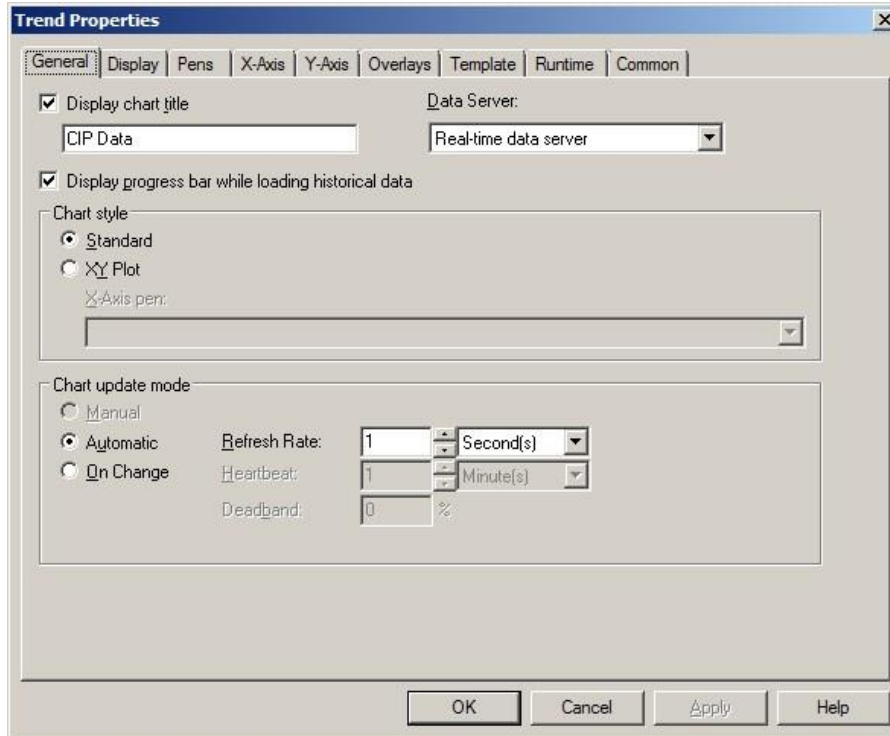 Trend Properties
General Display Pens X-Axis Y-Axis Overlays Template Runtime Common
Display chart title Data Server:
CIP Data Real-time data server
Display progress bar while loading historical data
Chart style
Standard
XY Plot
X-Axis pen:
Chart update mode
Manual
Automatic Refresh Rate: 1 Second(s)
On Change Heartbeat: 1 Minute(s)
Deadband: 0 %
OK Cancel Apply Help